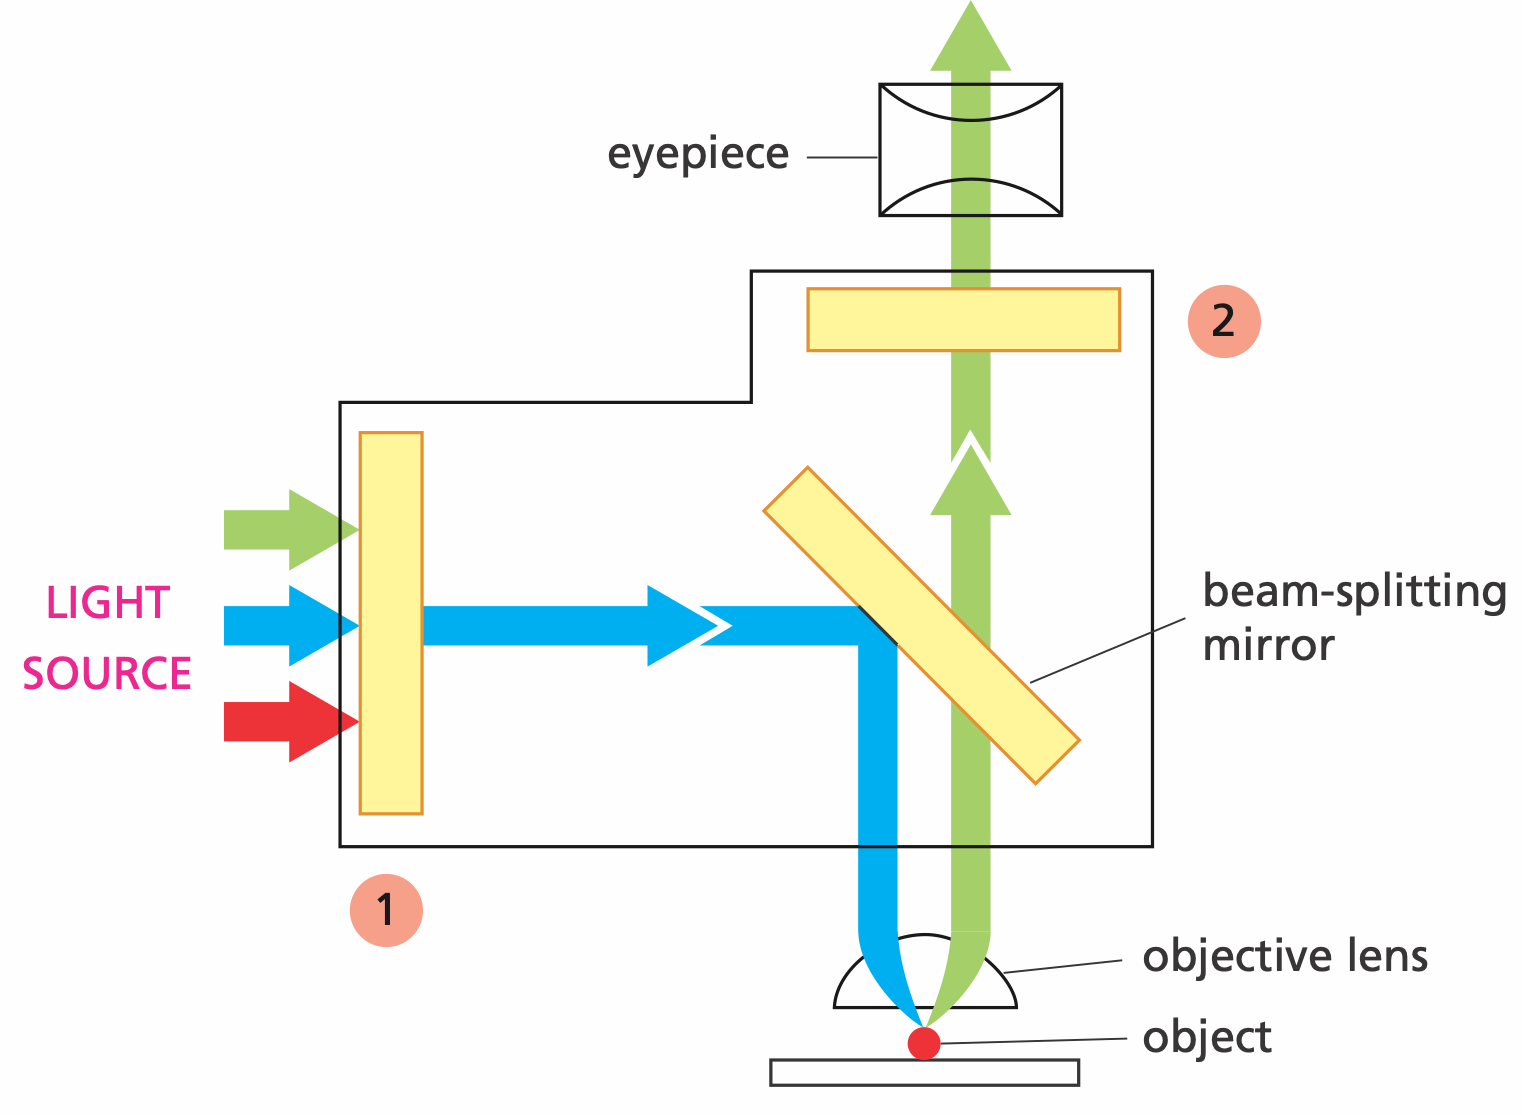 eyepiece
2
LIGHT
SOURCE
beam-splitting
mirror
1
objective lens
object